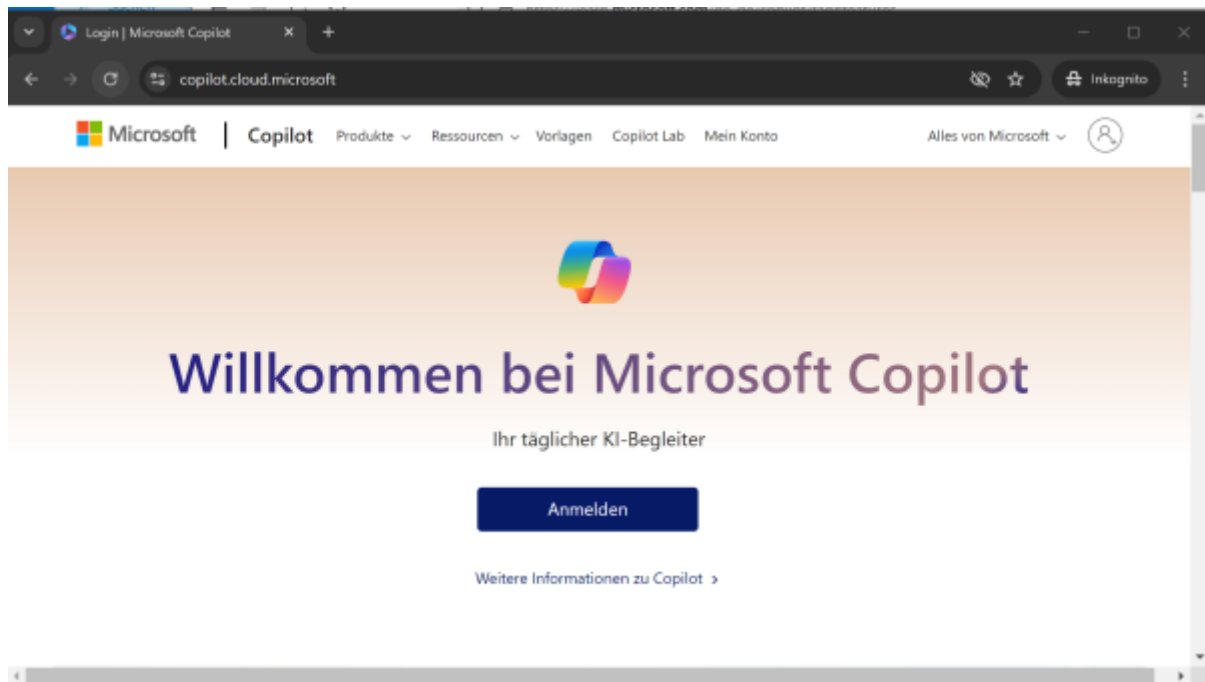 Login | Microsoft Copilot
copilot.cloud.microsoft
Inkognito
Microsoft | Copilot Produkte Ressourcen Vorlagen Copilot Lab Mein Konto Alles von Microsoft
Willkommen bei Microsoft Copilot
Ihr täglicher KI-Begleiter
Anmelden
Weitere Informationen zu Copilot